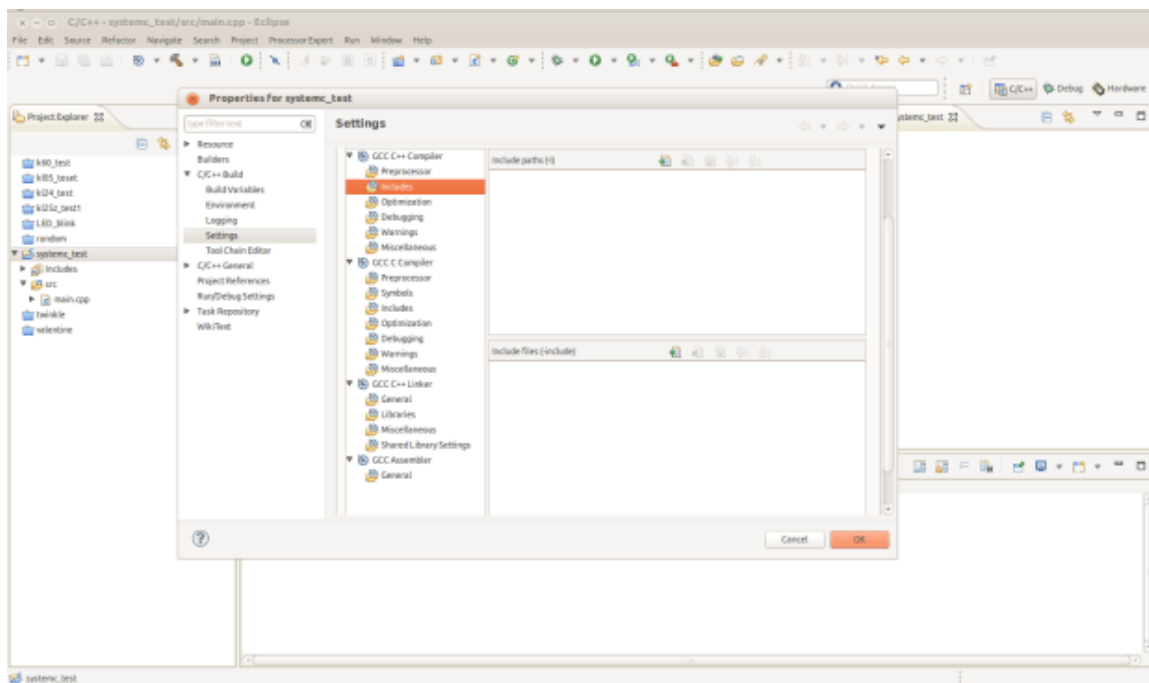 C/C++ - systemc_test/src/main.cpp - Eclipse
File Edit Source Refactor Navigate Search Project ProcessorExpert Run Window Help
C/C++ Debug Hardware
Properties for systemc_test
Project Explorer
type filter text
Settings
Resource
Builders
C/C++ Build
Build Variables
Environment
Logging
Settings
Tool Chain Editor
C/C++ General
Project References
Run/Debug Settings
Task Repository
WikiText
k60_test
kl05_teset
kl24_test
kl25z_test1
LED_blink
random
systemc_test
Includes
src
main.cpp
twinkle
valentine
GCC C++ Compiler
Preprocessor
Includes
Optimization
Debugging
Warnings
Miscellaneous
GCC C Compiler
Preprocessor
Symbols
Includes
Optimization
Debugging
Warnings
Miscellaneous
GCC C++ Linker
General
Libraries
Miscellaneous
Shared Library Settings
GCC Assembler
General
Include paths (-I)
Include files (-include)
Cancel OK
systemc_test